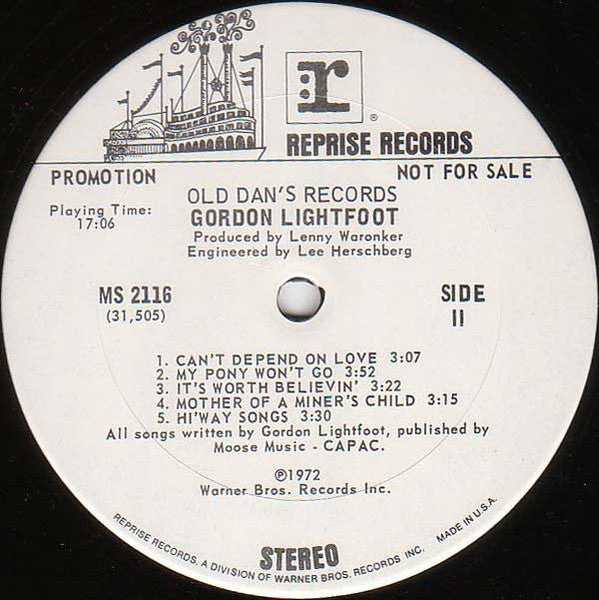 r
®
REPRISE RECORDS
PROMOTION
NOT FOR SALE
Playing Time:
17:06
OLD DAN'S RECORDS
GORDON LIGHTFOOT
Produced by Lenny Waronker
Engineered by Lee Herschberg
MS 2116
(31,505)
SIDE
II
1. CAN'T DEPEND ON LOVE 3:07
2. MY PONY WON'T GO 3:52
3. IT'S WORTH BELIEVIN' 3:22
4. MOTHER OF A MINER'S CHILD 3:15
5. HI'WAY SONGS 3:30
All songs written by Gordon Lightfoot, published by
Moose Music - CAPAC.
℗1972
Warner Bros. Records Inc.
STEREO
REPRISE RECORDS, A DIVISION OF WARNER BROS. RECORDS INC. MADE IN U.S.A.